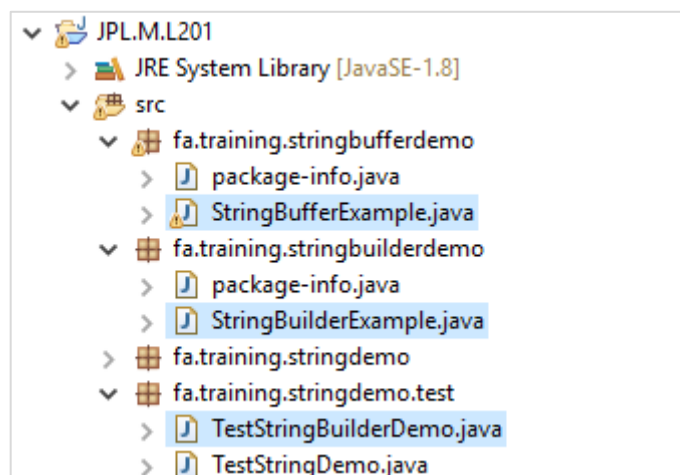 JPL.M.L201
JRE System Library [JavaSE-1.8]
src
fa.training.stringbufferdemo
package-info.java
StringBufferExample.java
fa.training.stringbuilderdemo
package-info.java
StringBuilderExample.java
fa.training.stringdemo
fa.training.stringdemo.test
TestStringBuilderDemo.java
TestStringDemo.java